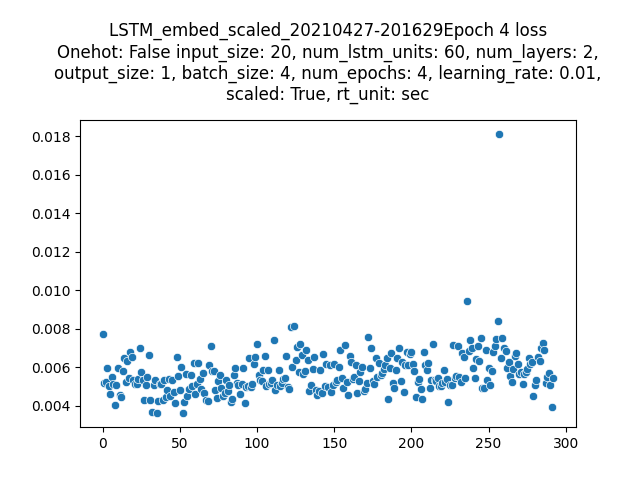 LSTM_embed_scaled_20210427-201629Epoch 4 loss
Onehot: False input_size: 20, num_lstm_units: 60, num_layers: 2,
output_size: 1, batch_size: 4, num_epochs: 4, learning_rate: 0.01,
scaled: True, rt_unit: sec
0.018
0.016
0.014
0.012
0.010
0.008
0.006
0.004
0 50 100 150 200 250 300